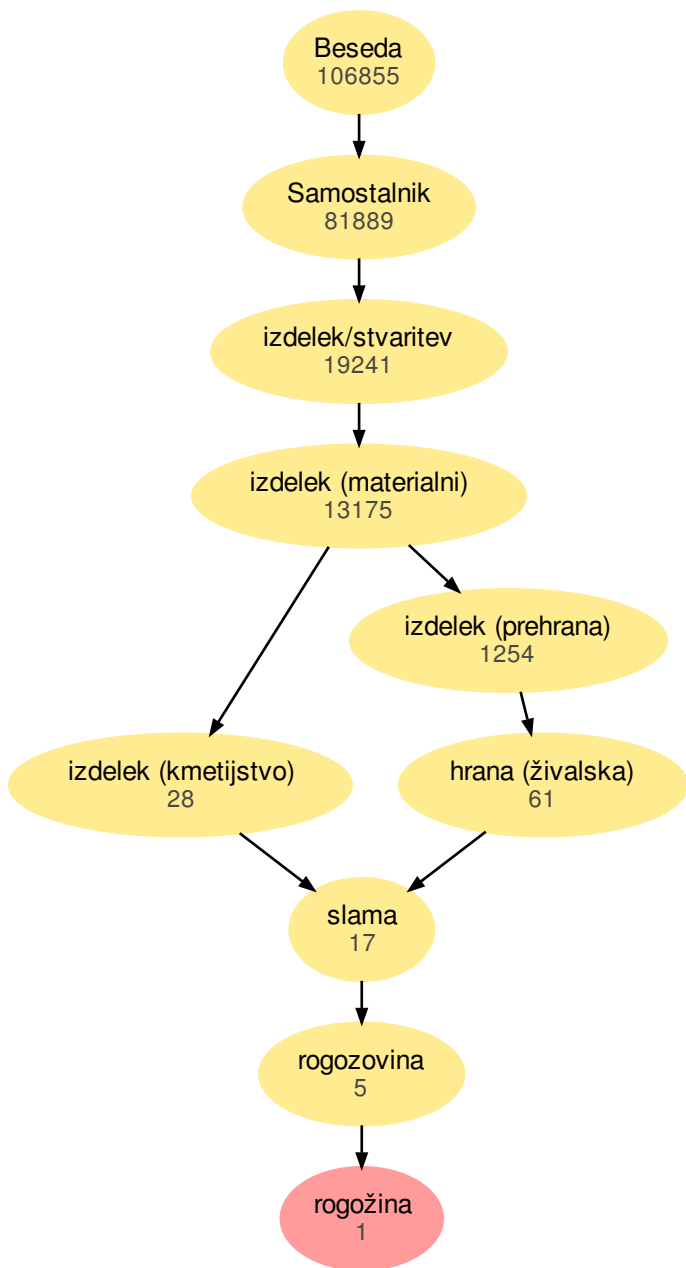 Beseda
106855
Samostalnik
81889
izdelek/stvaritev
19241
izdelek (materialni)
13175
izdelek (prehrana)
1254
izdelek (kmetijstvo)
28
hrana (živalska)
61
slama
17
rogozovina
5
rogožina
1